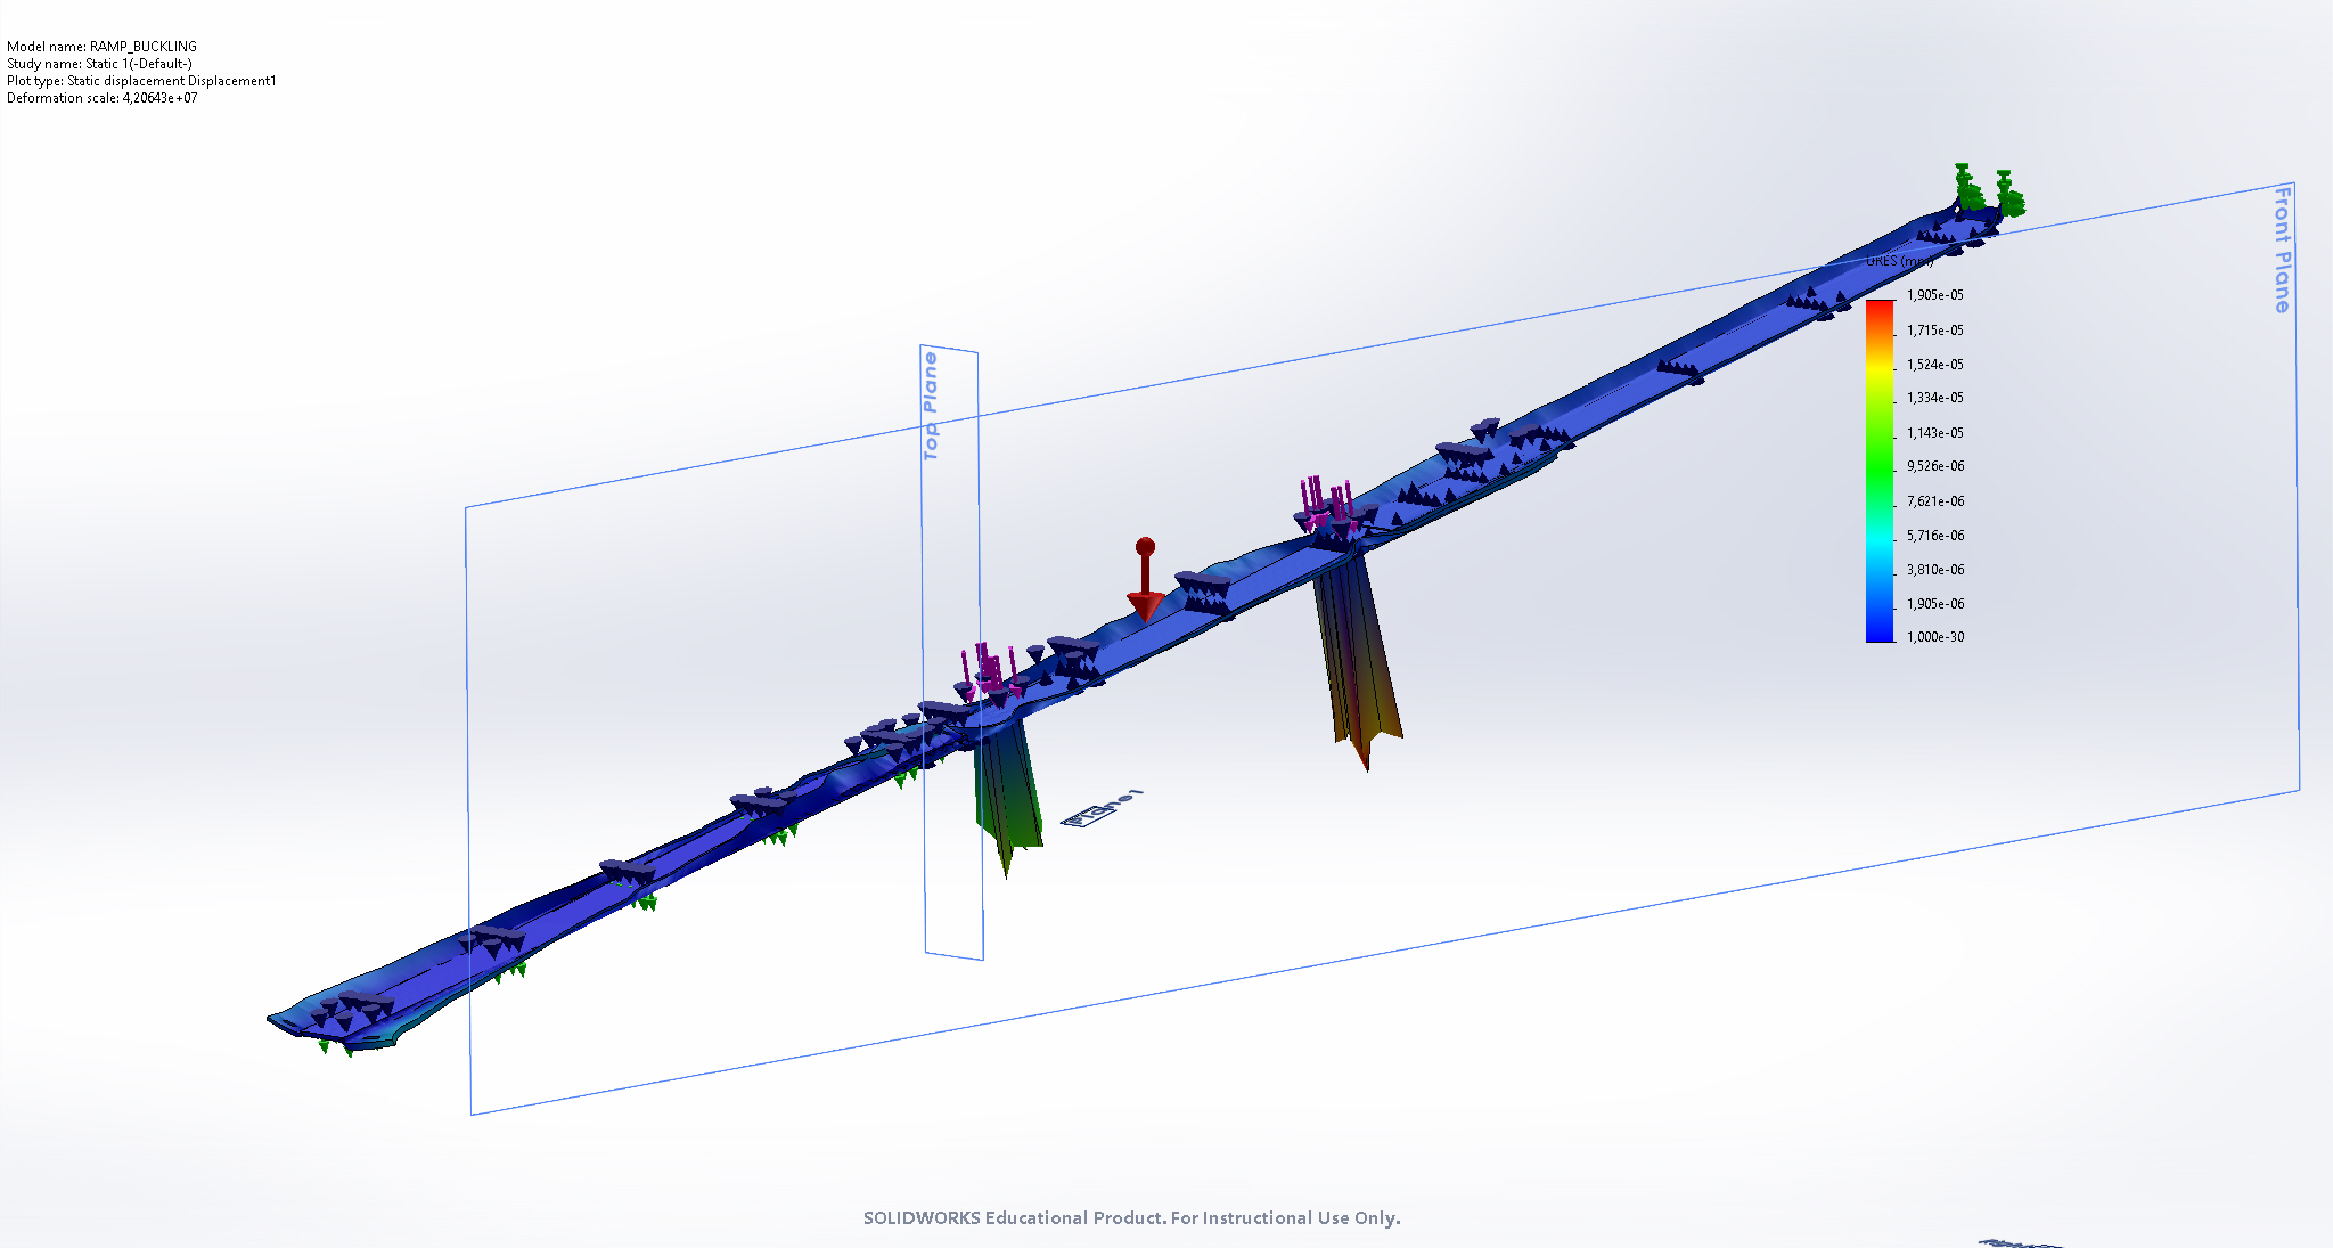 Model name: RAMP_BUCKLING
Study name: Static 1(-Default-)
Plot type: Static displacement Displacement1
Deformation scale: 4,20643e+07
Front Plane
URES (mm)
1,905e-05
1,715e-05
1,524e-05
1,334e-05
1,143e-05
9,526e-06
7,621e-06
5,716e-06
3,810e-06
1,905e-06
1,000e-30
Top Plane
Plane1
SOLIDWORKS Educational Product. For Instructional Use Only.